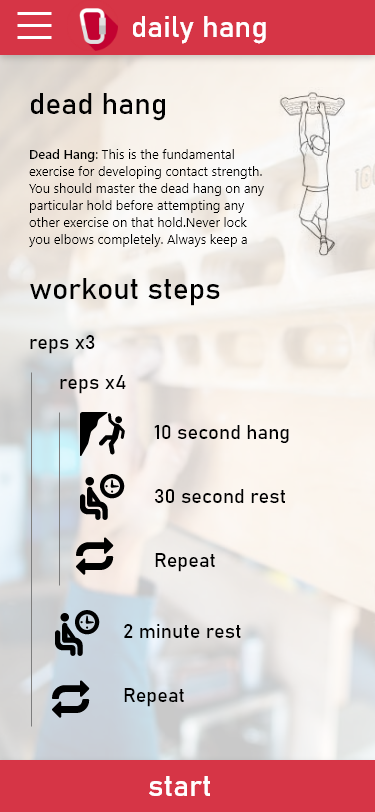 daily hang
dead hang
Dead Hang: This is the fundamental
exercise for developing contact strength.
You should master the dead hang on any
particular hold before attempting any
other exercise on that hold.Never lock
you elbows completely. Always keep a
workout steps
reps x3
reps x4
10 second hang
30 second rest
Repeat
2 minute rest
Repeat
start